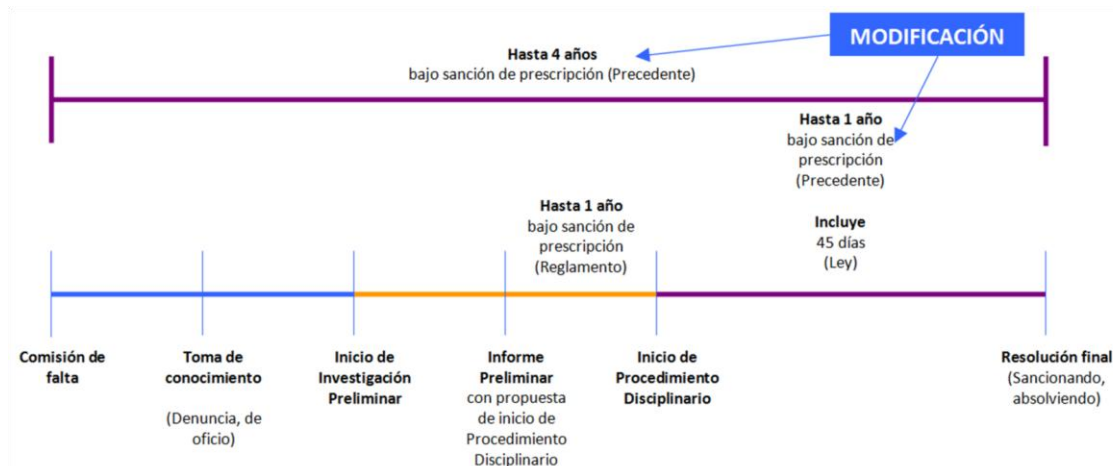 MODIFICACIÓN
Hasta 4 años
bajo sanción de prescripción (Precedente)
Hasta 1 año
bajo sanción de
prescripción
(Precedente)
Hasta 1 año
bajo sanción de
prescripción
(Reglamento)
Incluye
45 días
(Ley)
Comisión de
falta
Toma de
conocimiento
(Denuncia, de
oficio)
Inicio de
Investigación
Preliminar
Informe
Preliminar
con propuesta
de inicio de
Procedimiento
Disciplinario
Inicio de
Procedimiento
Disciplinario
Resolución final
(Sancionando,
absolviendo)